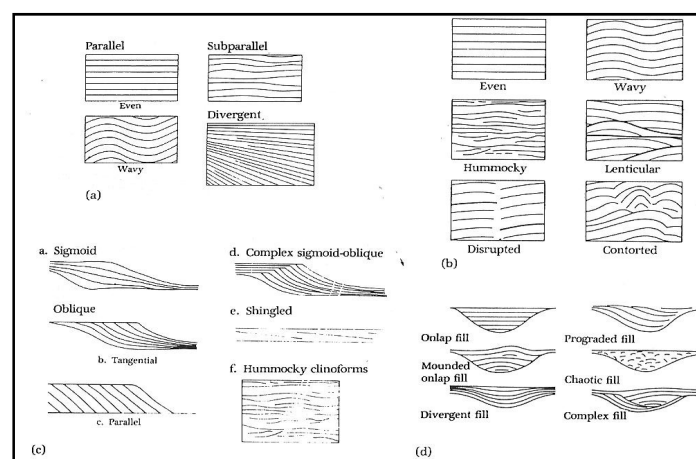 Parallel
Subparallel
Even
Divergent.
Wavy
(a)
Even
Wavy
Hummocky
Lenticular
Disrupted
Contorted
(b)
a. Sigmoid
d. Complex sigmoid-oblique
Oblique
e. Shingled
b. Tangential
f. Hummocky clinoforms
c. Parallel
(c)
Onlap fill
Prograded fill
Mounded
onlap fill
Chaotic fill
Divergent fill
Complex fill
(d)